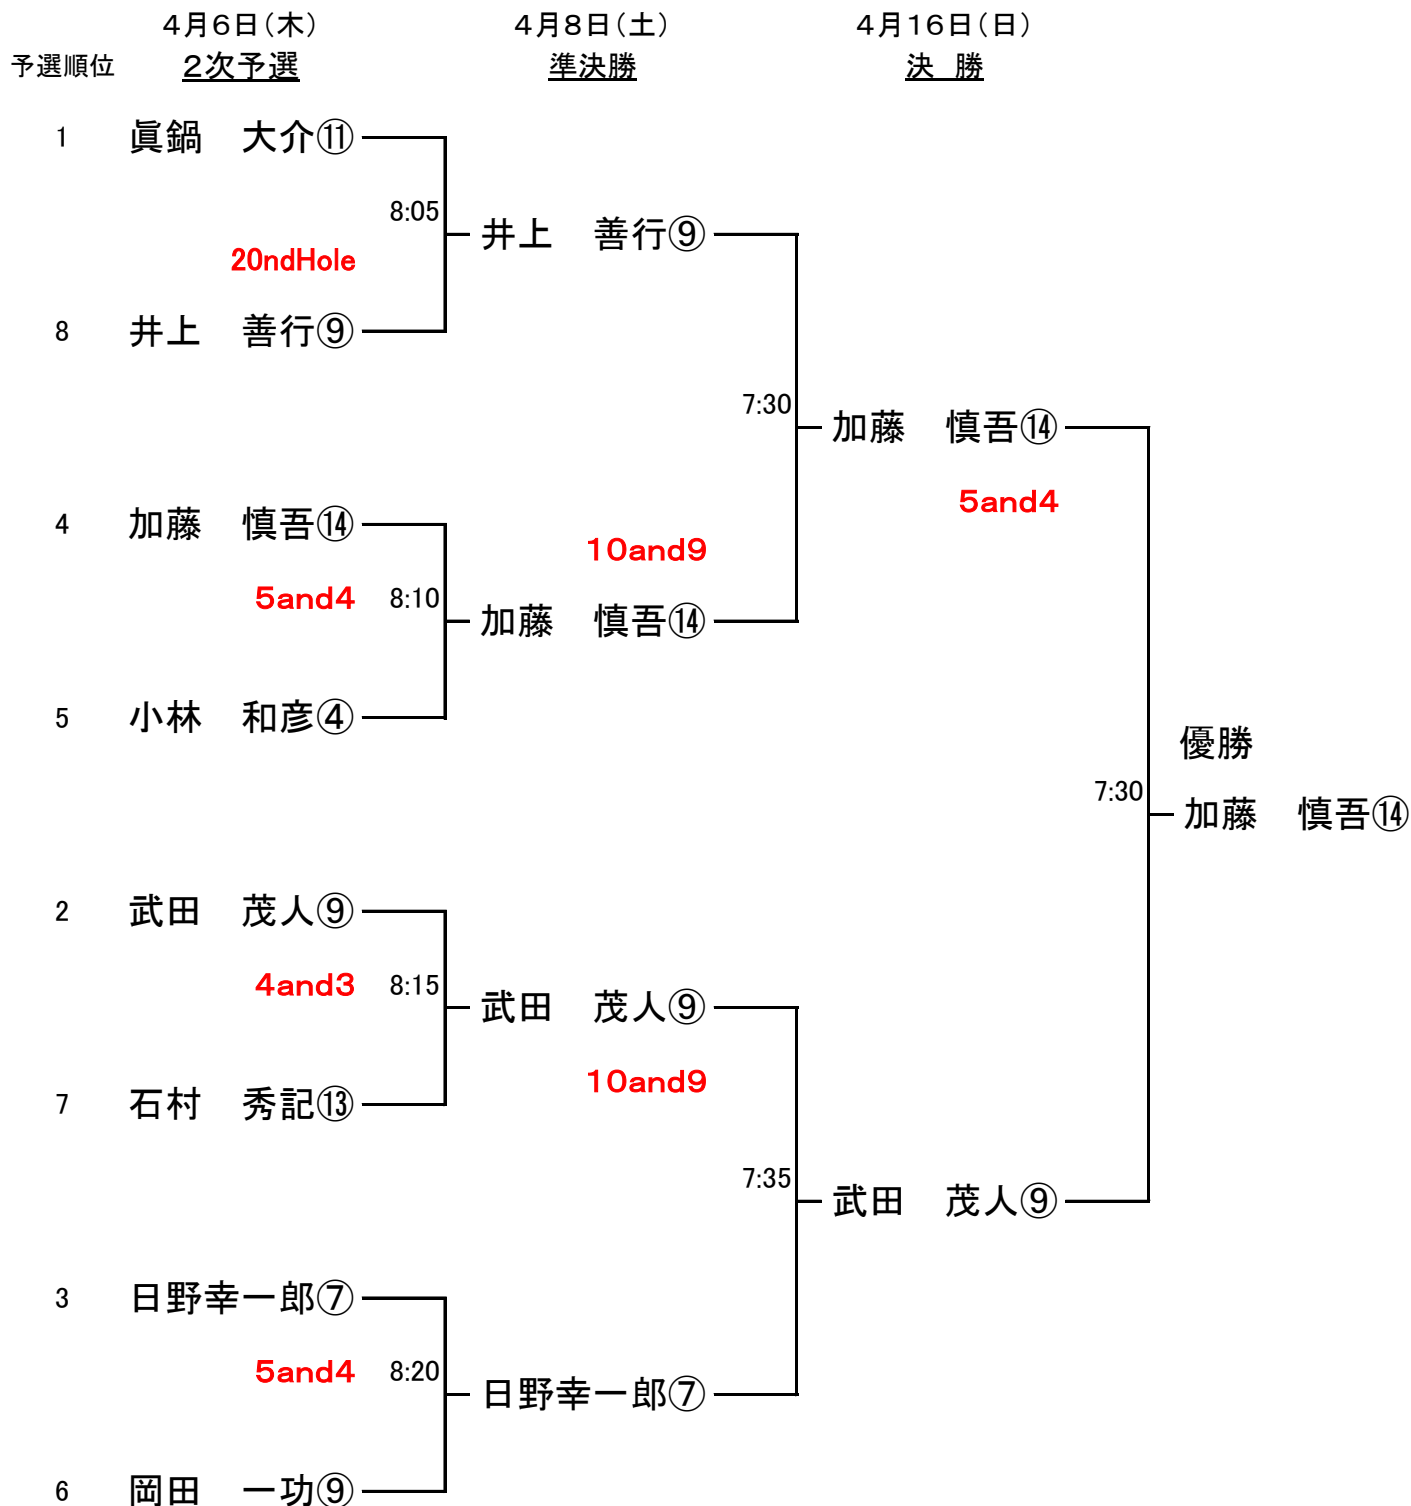 4月6日（木） 4月8日（土） 4月16日（日）
予選順位 2次予選 準決勝 決 勝
1 眞鍋 大介⑪
8:05
井上 善行⑨
20ndHole
8 井上 善行⑨
7:30
加藤 慎吾⑭
5and4
4 加藤 慎吾⑭
10and9
5and4 8:10
加藤 慎吾⑭
5 小林 和彦④
優勝
7:30
加藤 慎吾⑭
2 武田 茂人⑨
4and3 8:15
武田 茂人⑨
10and9
7 石村 秀記⑬
7:35
武田 茂人⑨
3 日野幸一郎⑦
5and4 8:20
日野幸一郎⑦
6 岡田 一功⑨